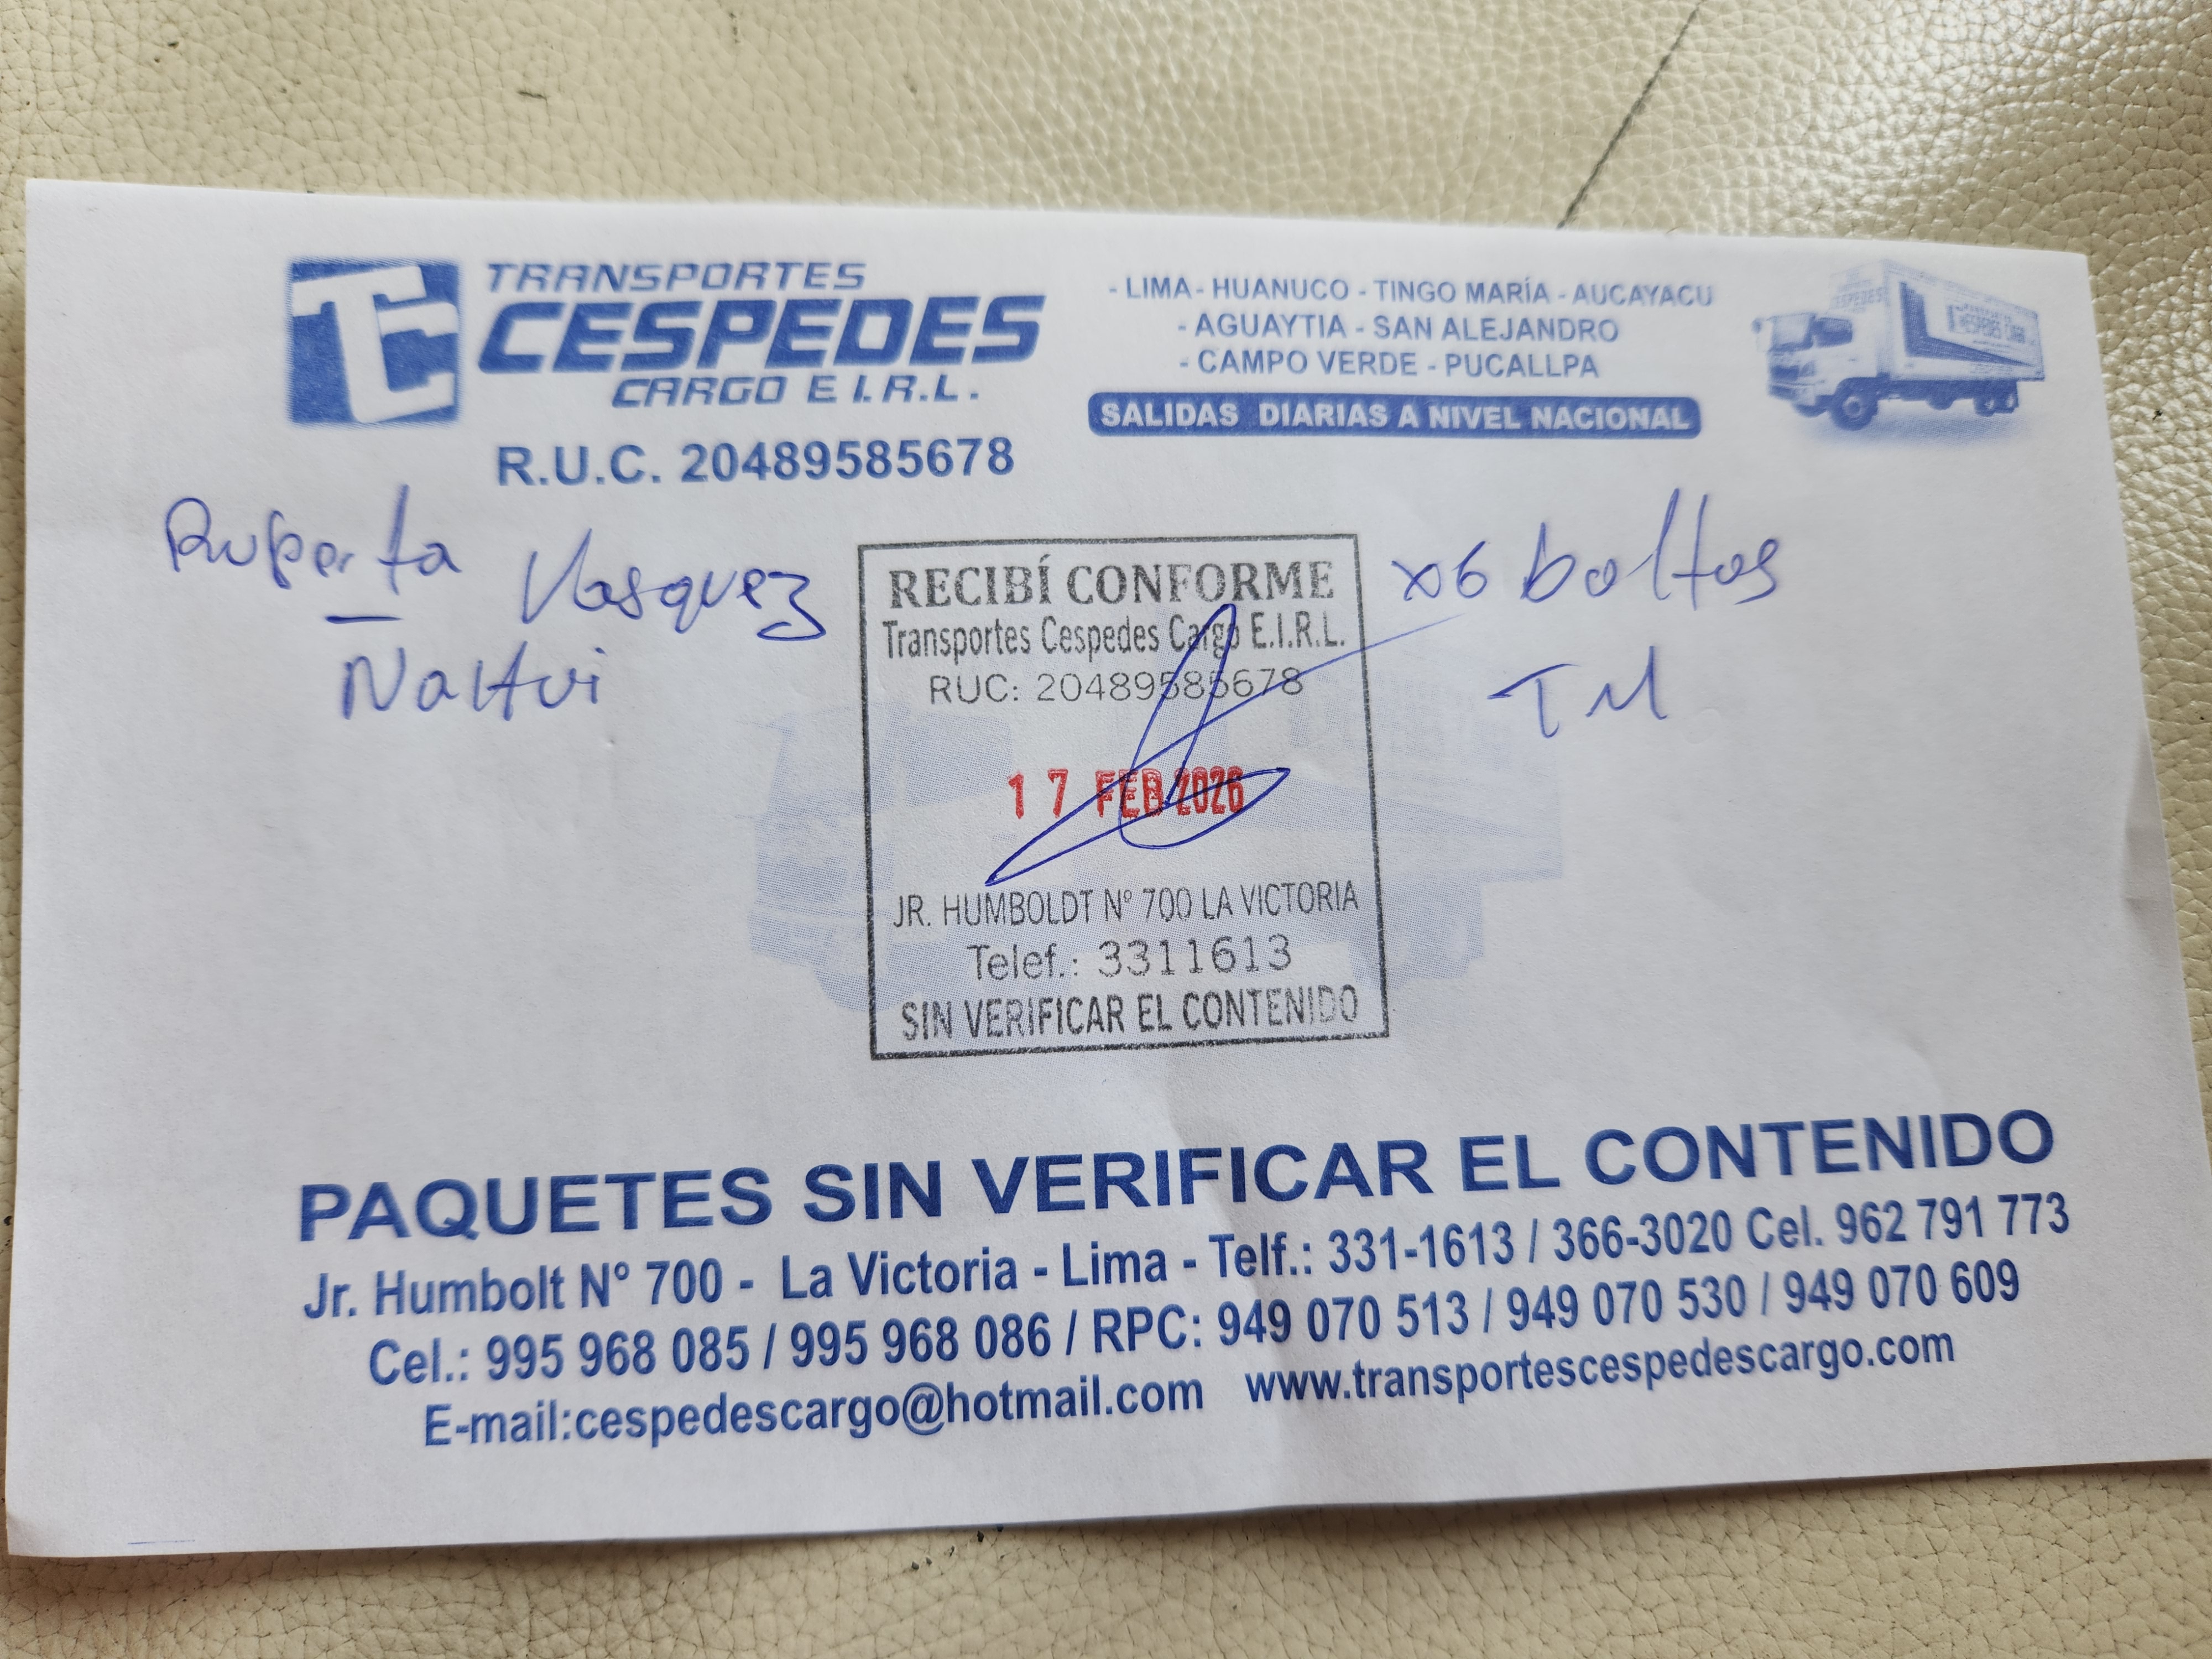 TRANSPORTES
CESPEDES
CARGO E.I.R.L.
R.U.C. 20489585678
- LIMA - HUANUCO - TINGO MARÍA - AUCAYACU
- AGUAYTIA - SAN ALEJANDRO
- CAMPO VERDE - PUCALLPA
SALIDAS DIARIAS A NIVEL NACIONAL
Ruperta Vasquez
x6 boltos
TM
RECIBÍ CONFORME
Transportes Cespedes Cargo E.I.R.L.
RUC: 20489585678
17 FEB 2026
JR. HUMBOLDT N° 700 LA VICTORIA
Telef.: 3311613
SIN VERIFICAR EL CONTENIDO
PAQUETES SIN VERIFICAR EL CONTENIDO
Jr. Humbolt N° 700 - La Victoria - Lima - Telf.: 331-1613 / 366-3020 Cel. 962 791 773
Cel.: 995 968 085 / 995 968 086 / RPC: 949 070 513 / 949 070 530 / 949 070 609
E-mail:cespedescargo@hotmail.com www.transportescespedescargo.com